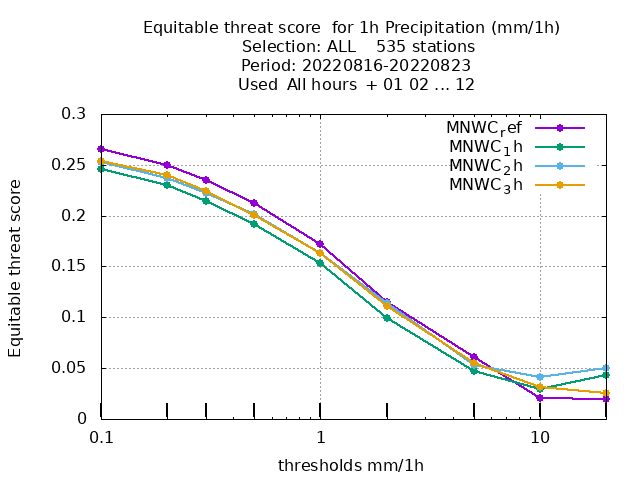 Equitable threat score  for 1h Precipitation (mm/1h)
Selection: ALL    535 stations
Period: 20220816-20220823
Used  All hours  + 01 02 ... 12
MNWC_ref
MNWC_1h
MNWC_2h
MNWC_3h
0.3
0.25
0.2
0.15
0.1
0.05
0
Equitable threat score
0.1 1 10
thresholds mm/1h